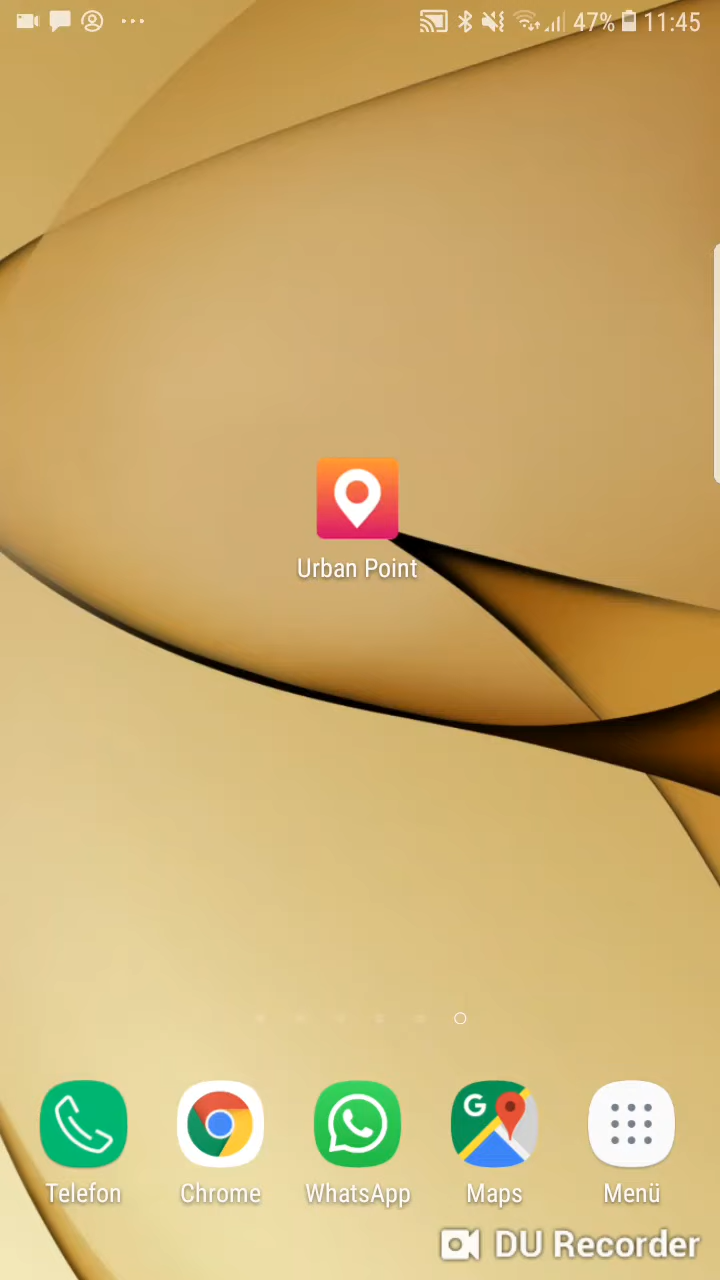 47% 11:45
Urban Point
G
Telefon Chrome WhatsApp Maps Menü
DU Recorder